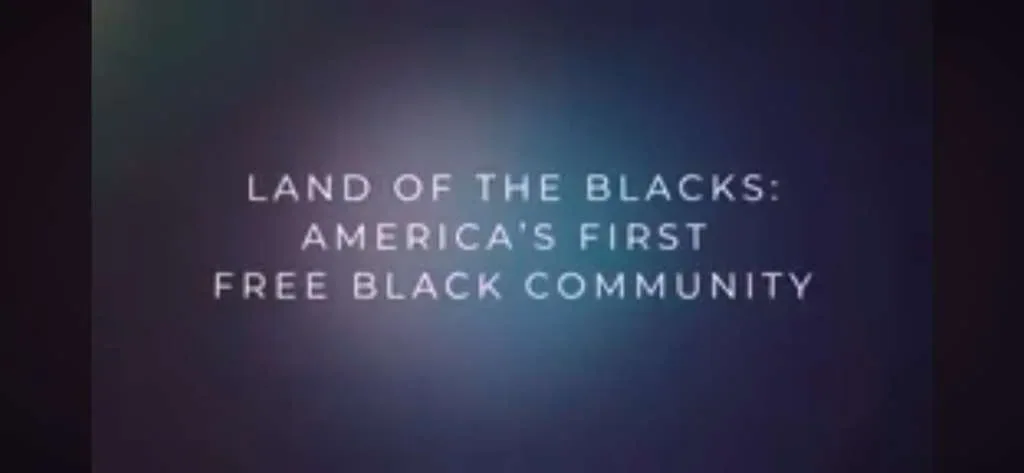 LAND OF THE BLACKS:
AMERICA'S FIRST
FREE BLACK COMMUNITY